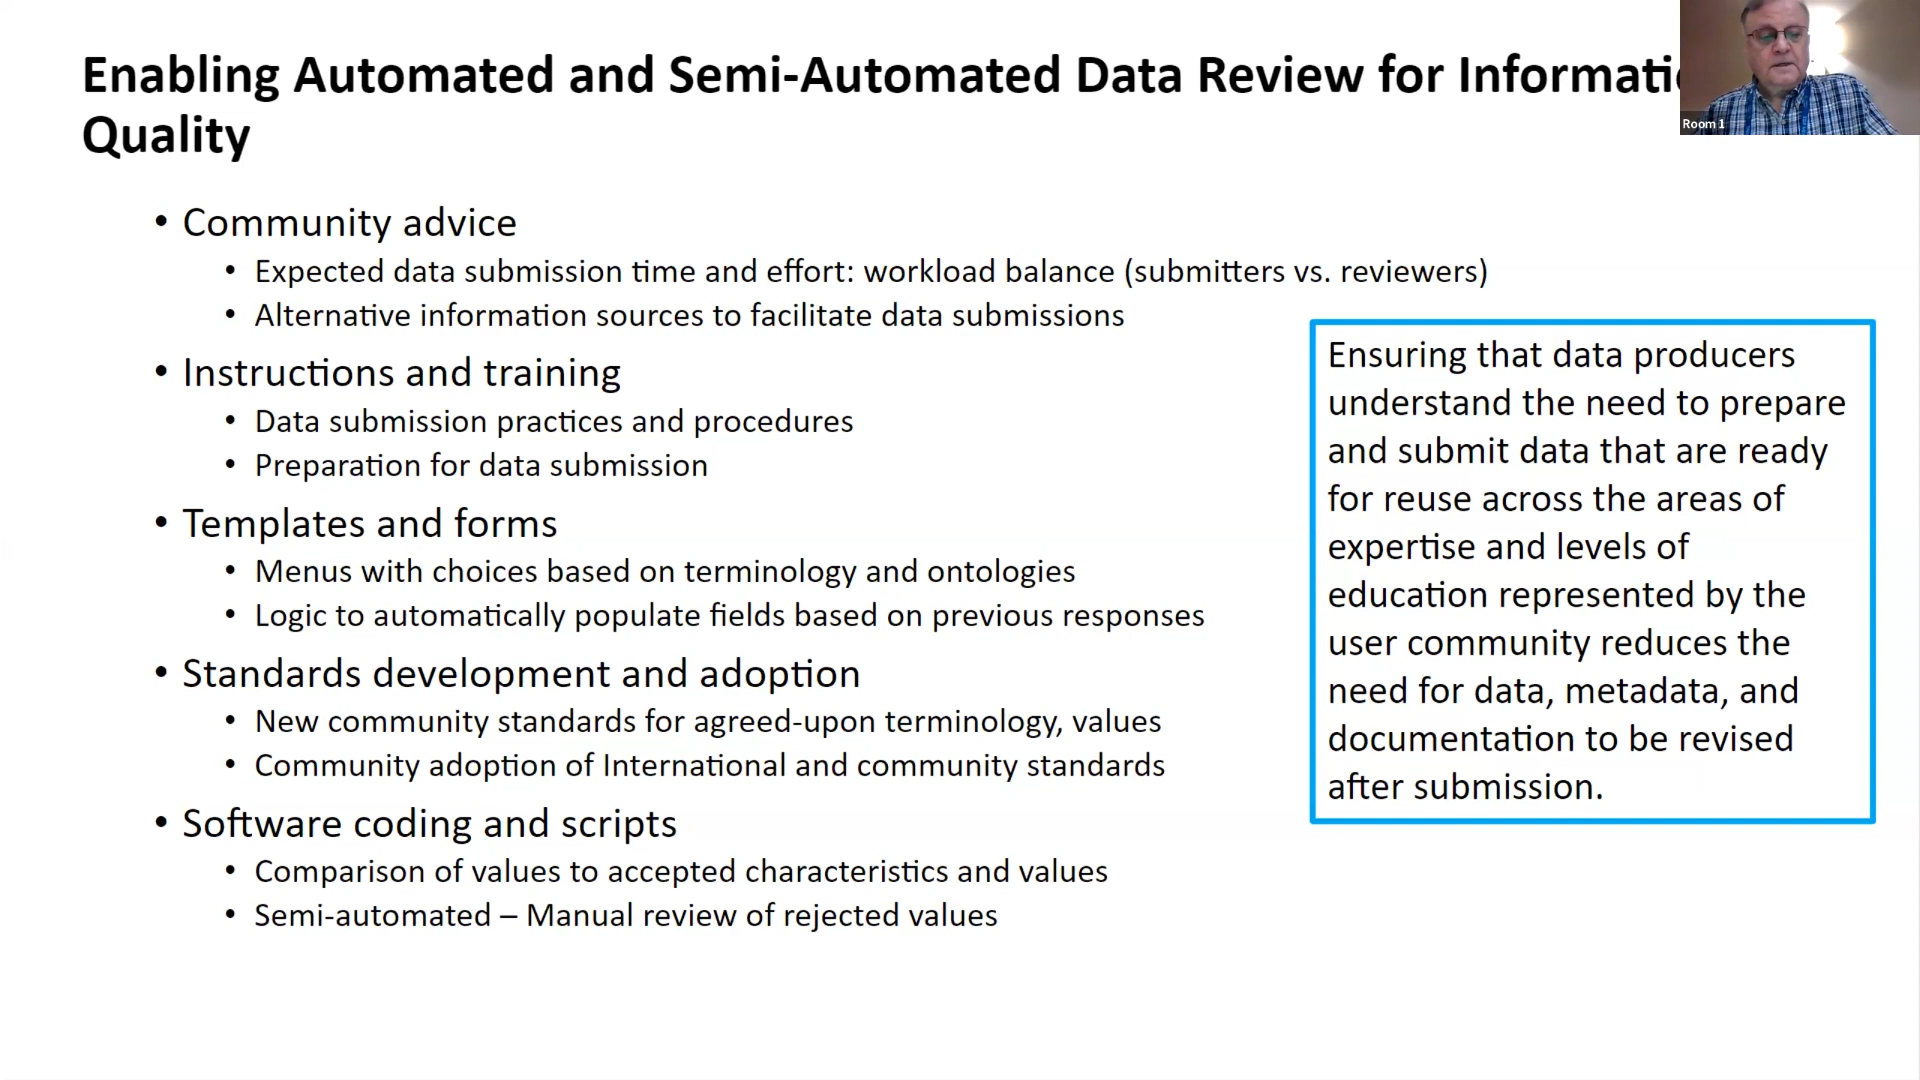 Enabling Automated and Semi-Automated Data Review for Informati
Quality
Room 1
• Community advice
• Expected data submission time and effort: workload balance (submitters vs. reviewers)
• Alternative information sources to facilitate data submissions
• Instructions and training
• Data submission practices and procedures
• Preparation for data submission
• Templates and forms
• Menus with choices based on terminology and ontologies
• Logic to automatically populate fields based on previous responses
• Standards development and adoption
• New community standards for agreed-upon terminology, values
• Community adoption of International and community standards
• Software coding and scripts
• Comparison of values to accepted characteristics and values
• Semi-automated – Manual review of rejected values
Ensuring that data producers
understand the need to prepare
and submit data that are ready
for reuse across the areas of
expertise and levels of
education represented by the
user community reduces the
need for data, metadata, and
documentation to be revised
after submission.